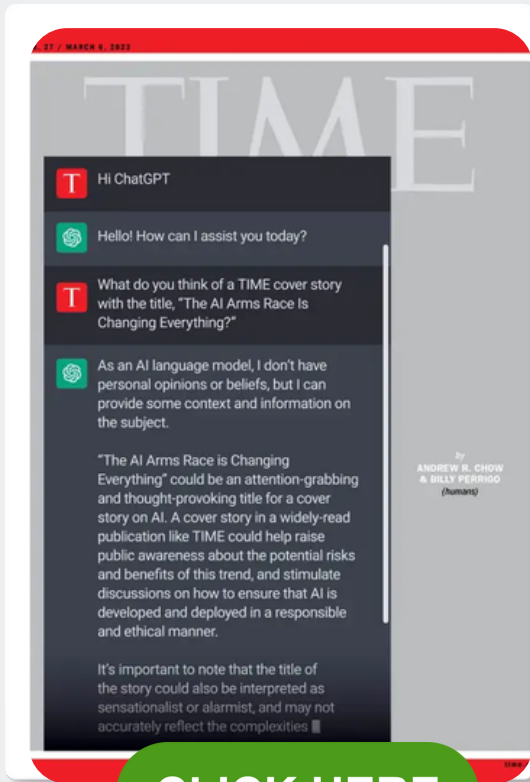 . 27 / MARCH 6, 2023
TIME
T
Hi ChatGPT
Hello! How can I assist you today?
T
What do you think of a TIME cover story
with the title, “The AI Arms Race Is
Changing Everything?”
As an AI language model, I don’t have
personal opinions or beliefs, but I can
provide some context and information on
the subject.
“The AI Arms Race is Changing
Everything” could be an attention-grabbing
and thought-provoking title for a cover
story on AI. A cover story in a widely-read
publication like TIME could help raise
public awareness about the potential risks
and benefits of this trend, and stimulate
discussions on how to ensure that AI is
developed and deployed in a responsible
and ethical manner.
It’s important to note that the title of
the story could also be interpreted as
sensationalist or alarmist, and may not
accurately reflect the complexities
by
ANDREW R. CHOW
& BILLY PERRIGO
(humans)
CLICK HERE